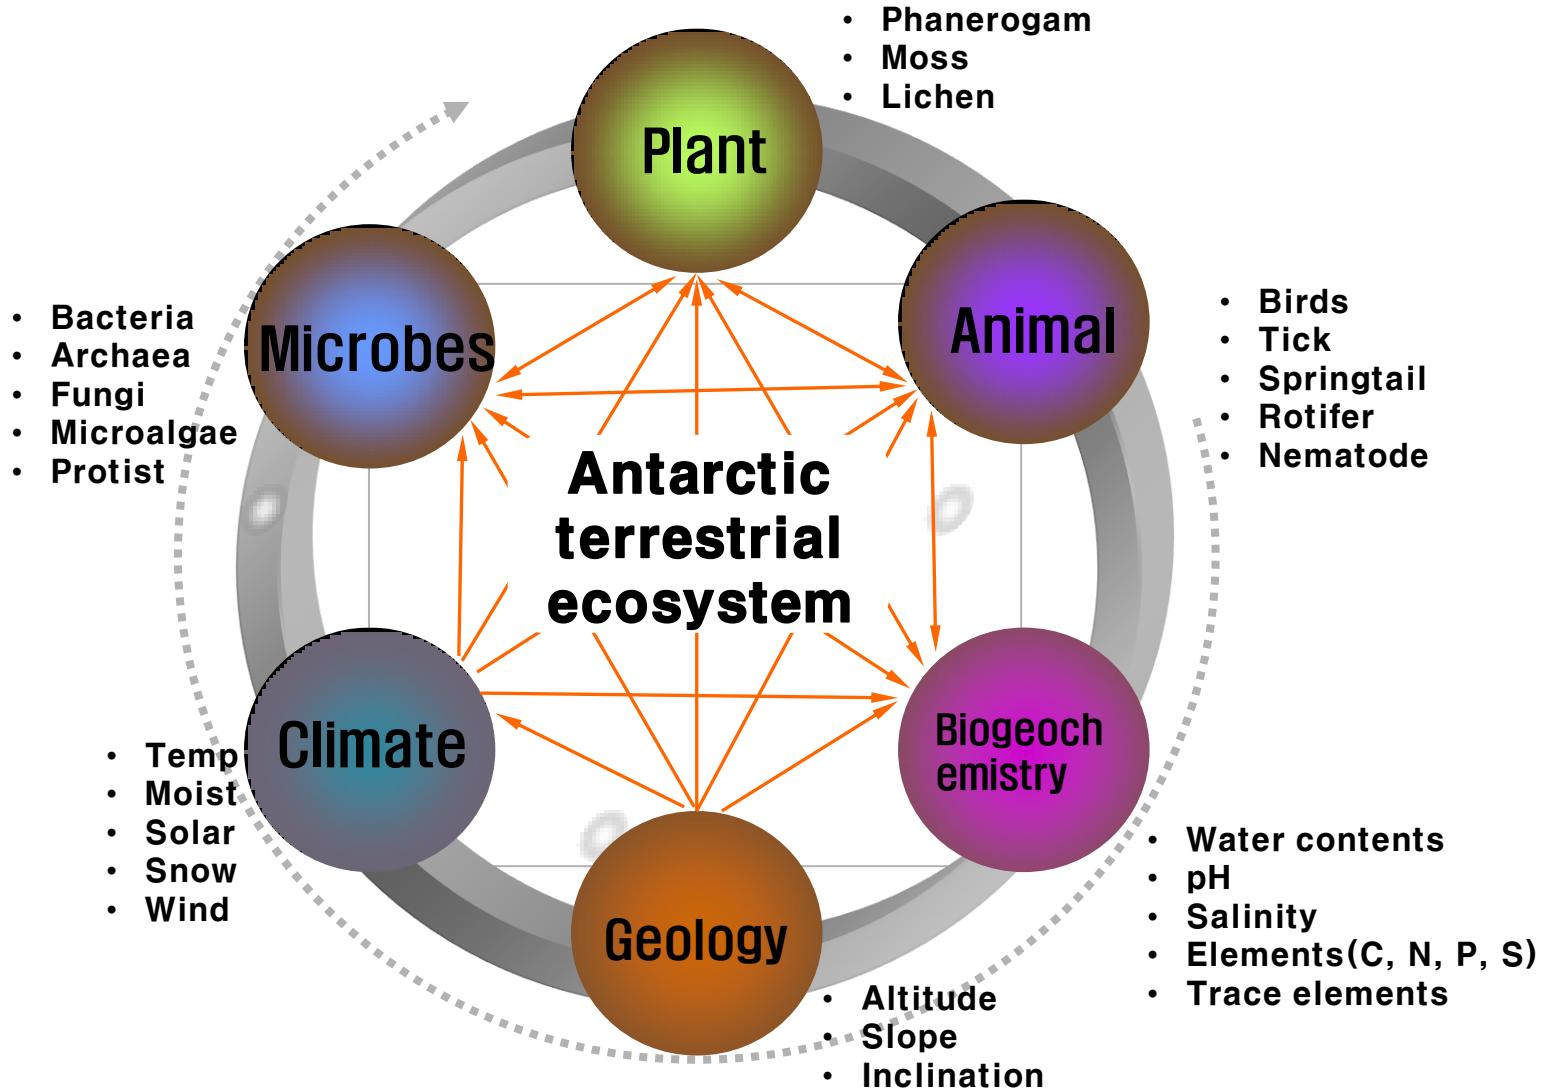 • Phanerogam
• Moss
• Lichen
Plant
Animal
• Birds
• Tick
• Springtail
• Rotifer
• Nematode
Microbes
• Bacteria
• Archaea
• Fungi
• Microalgae
• Protist
Antarctic
terrestrial
ecosystem
Climate
• Temp
• Moist
• Solar
• Snow
• Wind
Biogeoch
emistry
• Water contents
• pH
• Salinity
• Elements(C, N, P, S)
• Trace elements
Geology
• Altitude
• Slope
• Inclination